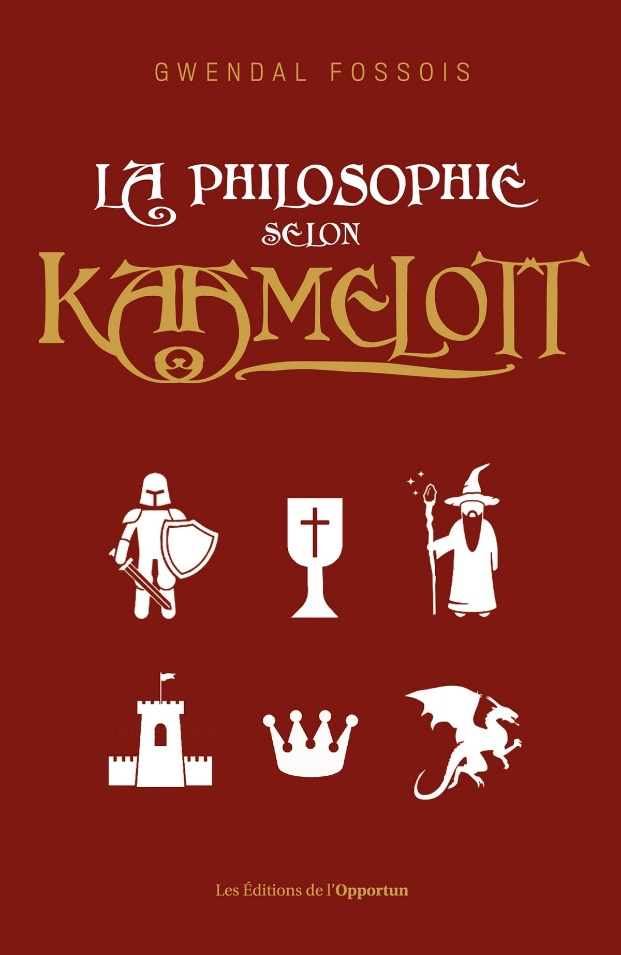 GWENDAL FOSSOIS
LA PHILOSOPHIE
SELON
KAAMELOTT
Les Éditions de l'Opportun